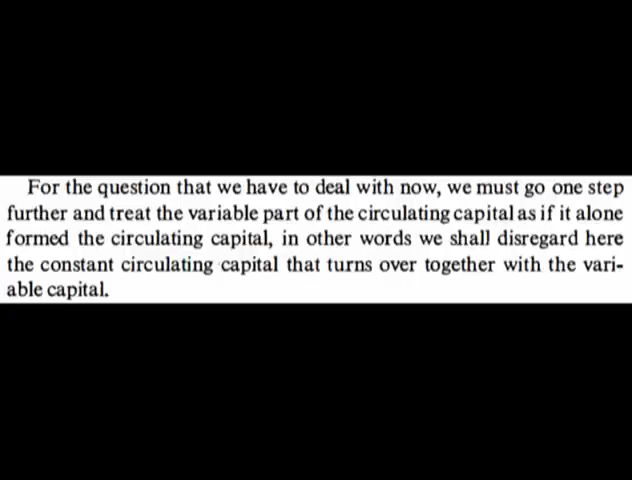 For the question that we have to deal with now, we must go one step
further and treat the variable part of the circulating capital as if it alone
formed the circulating capital, in other words we shall disregard here
the constant circulating capital that turns over together with the vari-
able capital.